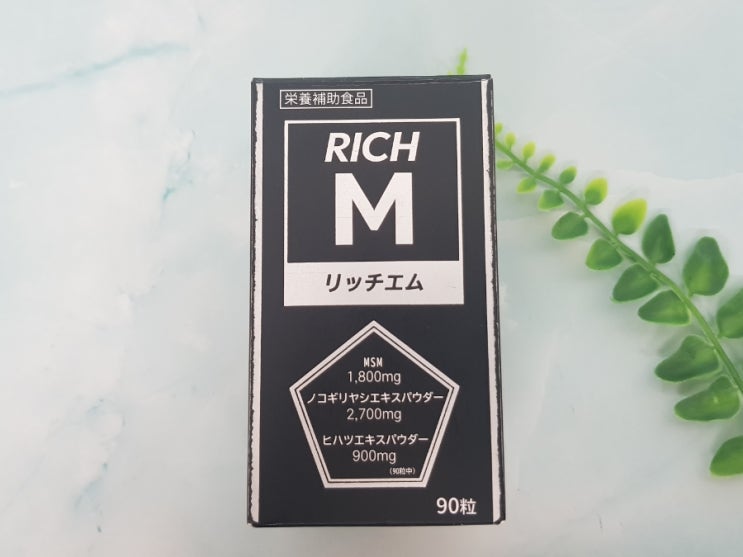 栄養補助食品
RICH
M
リッチエム
MSM
1,800mg
ノコギリヤシエキスパウダー
2,700mg
ヒハツエキスパウダー
900mg
(90粒中)
90粒